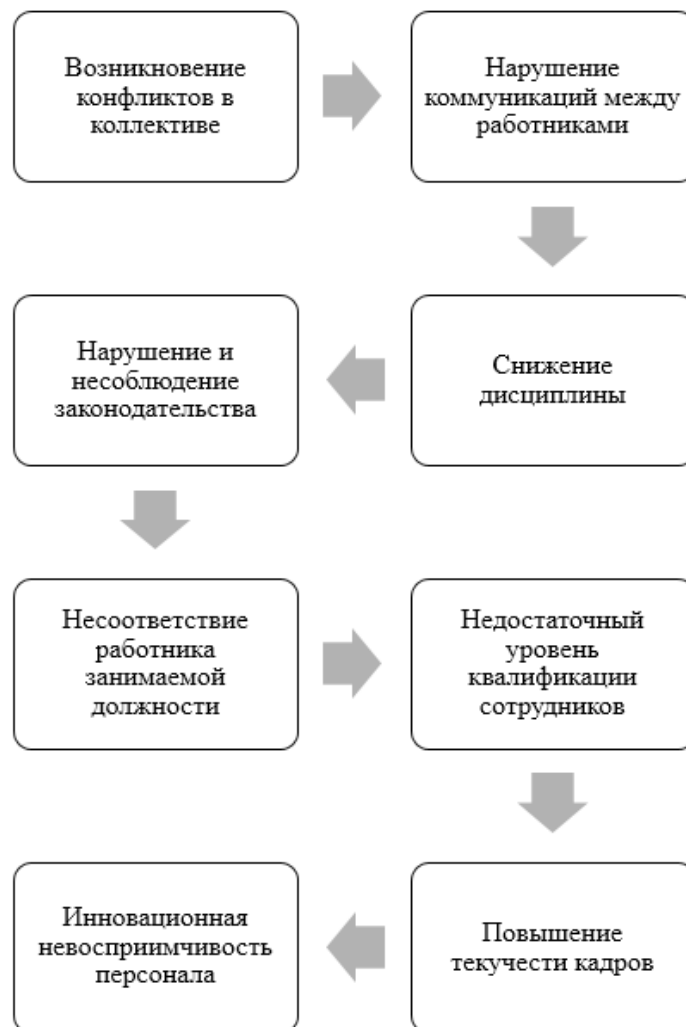 Возникновение
конфликтов в
коллективе
Нарушение
коммуникаций между
работниками
Снижение
дисциплины
Нарушение и
несоблюдение
законодательства
Несоответствие
работника
занимаемой
должности
Недостаточный
уровень
квалификации
сотрудников
Повышение
текучести кадров
Инновационная
невосприимчивость
персонала